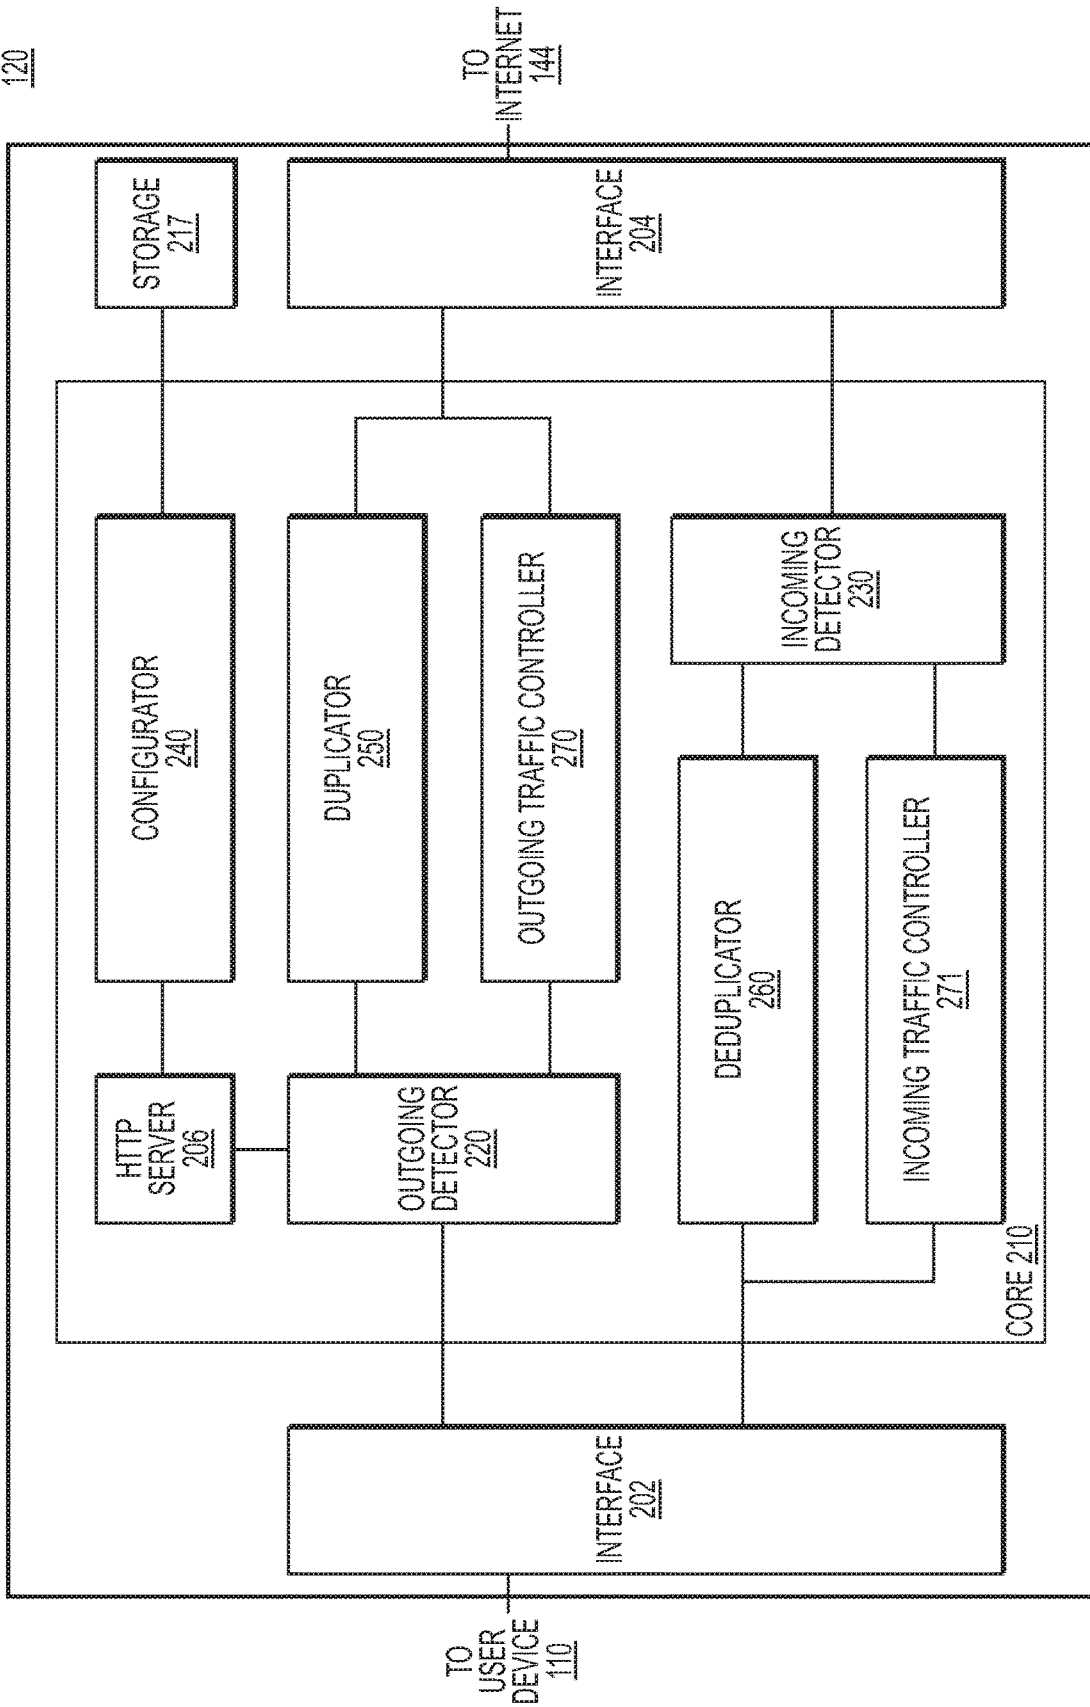 120
TO
USER
DEVICE
110
INTERFACE
202
HTTP
SERVER
206
CONFIGURATOR
240
STORAGE
217
OUTGOING
DETECTOR
220
DUPLICATOR
250
OUTGOING TRAFFIC CONTROLLER
270
DEDUPLICATOR
260
INCOMING TRAFFIC CONTROLLER
271
INCOMING
DETECTOR
230
CORE 210
INTERFACE
204
TO
INTERNET
144